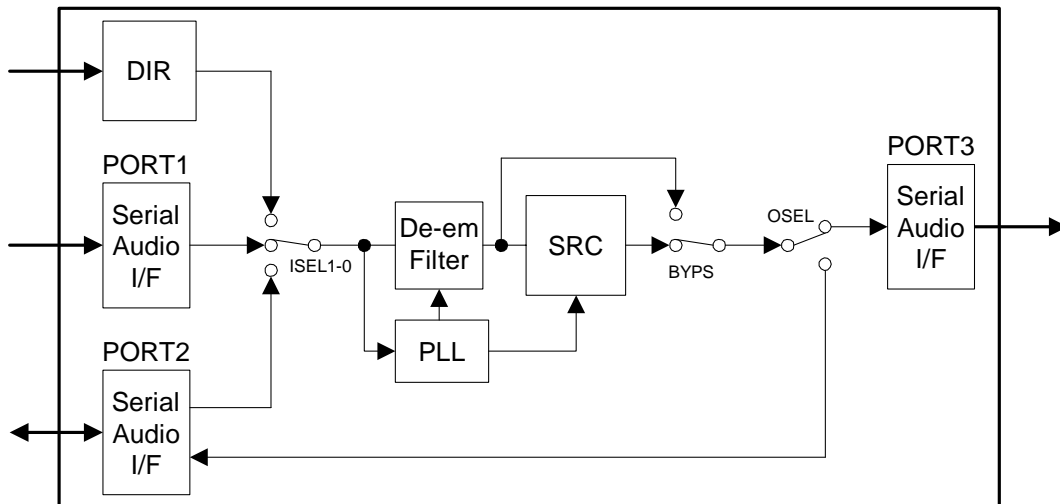 DIR
PORT1
Serial
Audio
I/F
ISEL1-0
De-em
Filter
PLL
SRC
BYPS
OSEL
PORT3
Serial
Audio
I/F
PORT2
Serial
Audio
I/F